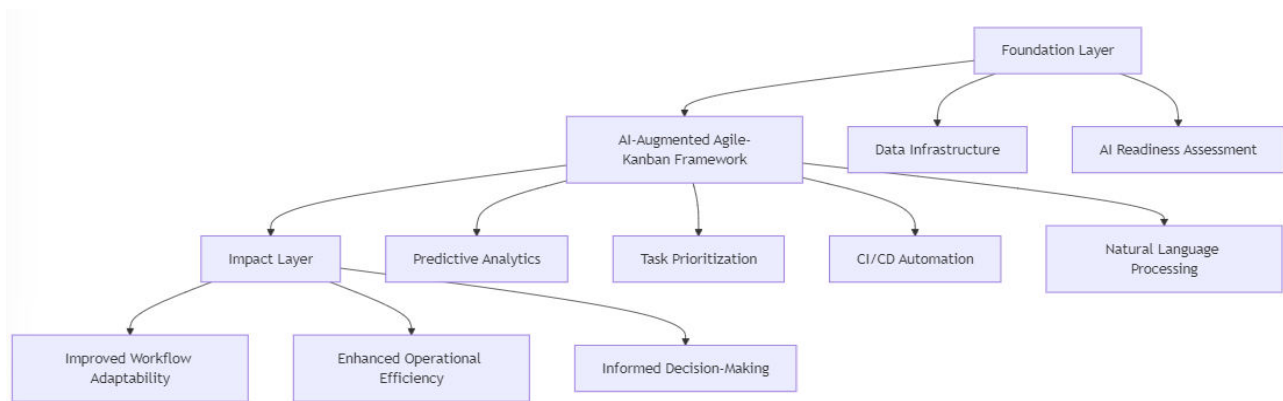 Foundation Layer
AI-Augmented Agile-
Kanban Framework
Data Infrastructure
AI Readiness Assessment
Impact Layer
Predictive Analytics
Task Prioritization
CI/CD Automation
Natural Language
Processing
Improved Workflow
Adaptability
Enhanced Operational
Efficiency
Informed Decision-Making